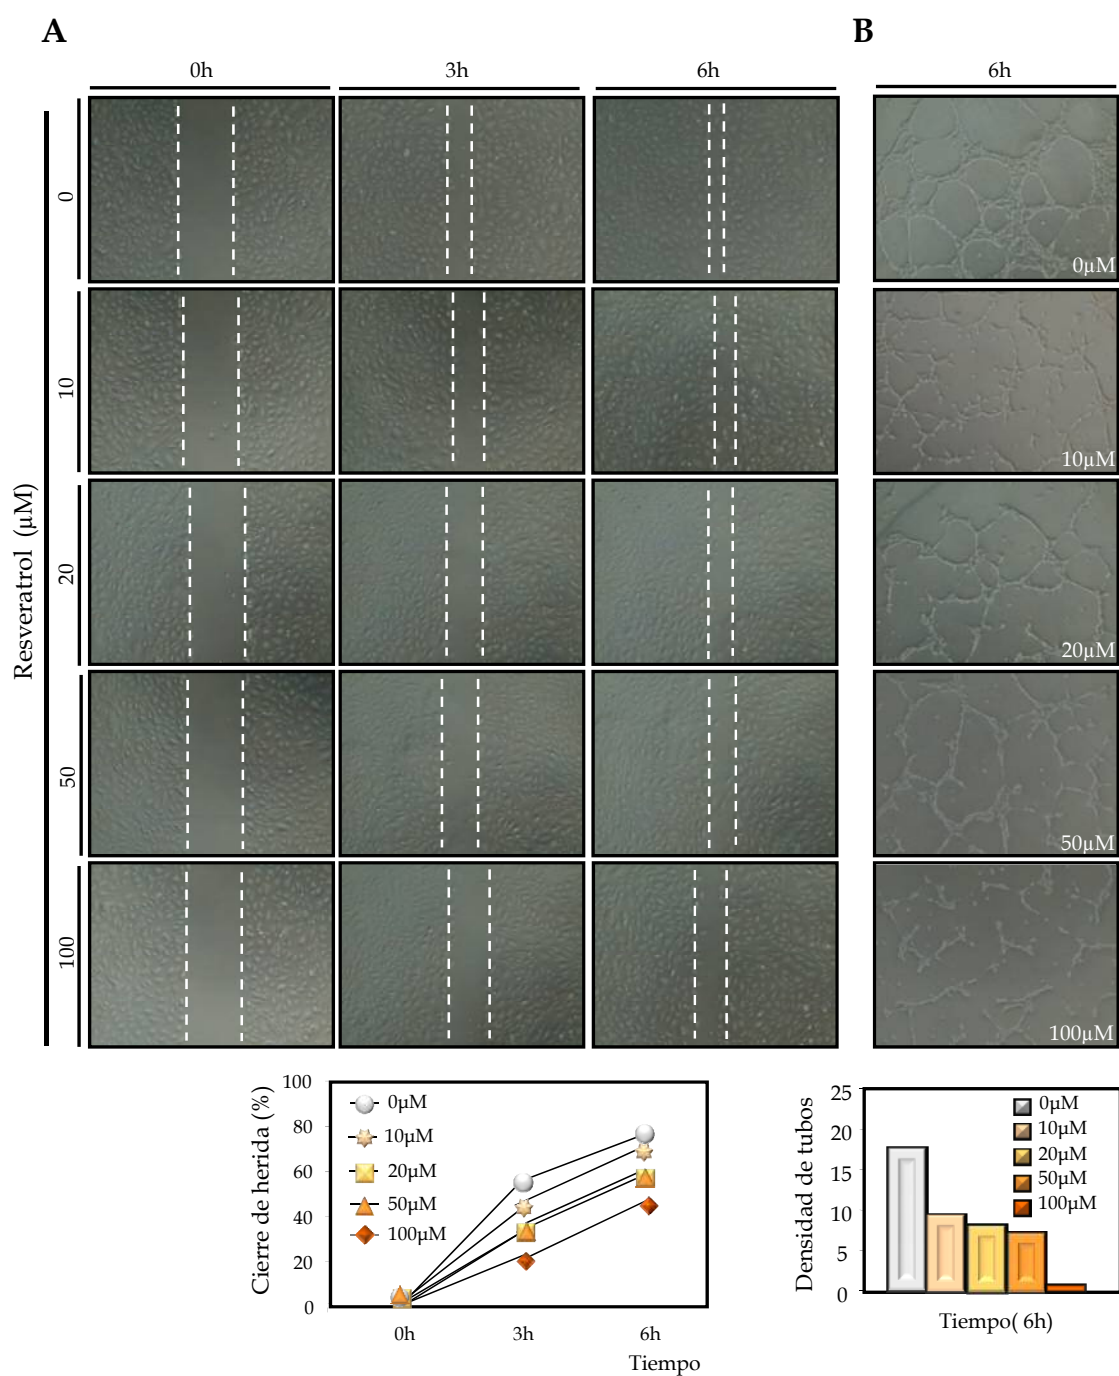 A
B
0h
3h
6h
6h
Resveratrol (µM)
0
10
20
50
100
0µM
10µM
20µM
50µM
100µM
Cierre de herida (%)
100
80
60
40
20
0
0µM
10µM
20µM
50µM
100µM
0h
3h
6h
Tiempo
Densidad de tubos
25
20
15
10
5
0
0µM
10µM
20µM
50µM
100µM
Tiempo( 6h)